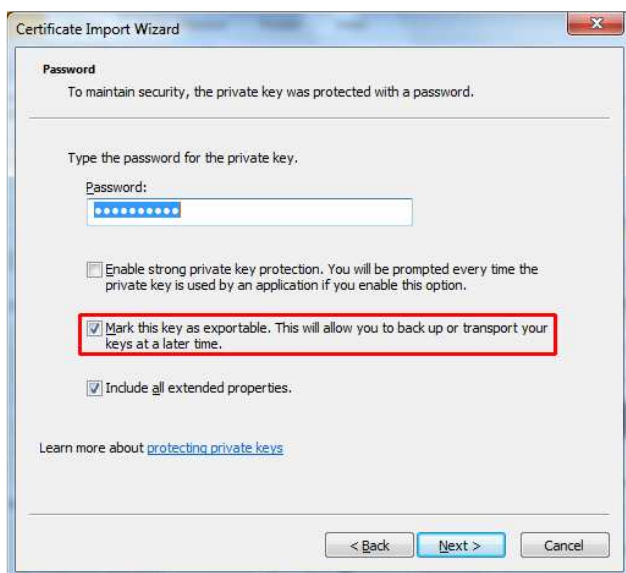 Certificate Import Wizard
Password
To maintain security, the private key was protected with a password.
Type the password for the private key.
Password:
●●●●●●●●●●
Enable strong private key protection. You will be prompted every time the
private key is used by an application if you enable this option.
Mark this key as exportable. This will allow you to back up or transport your
keys at a later time.
Include all extended properties.
Learn more about protecting private keys
< Back Next > Cancel